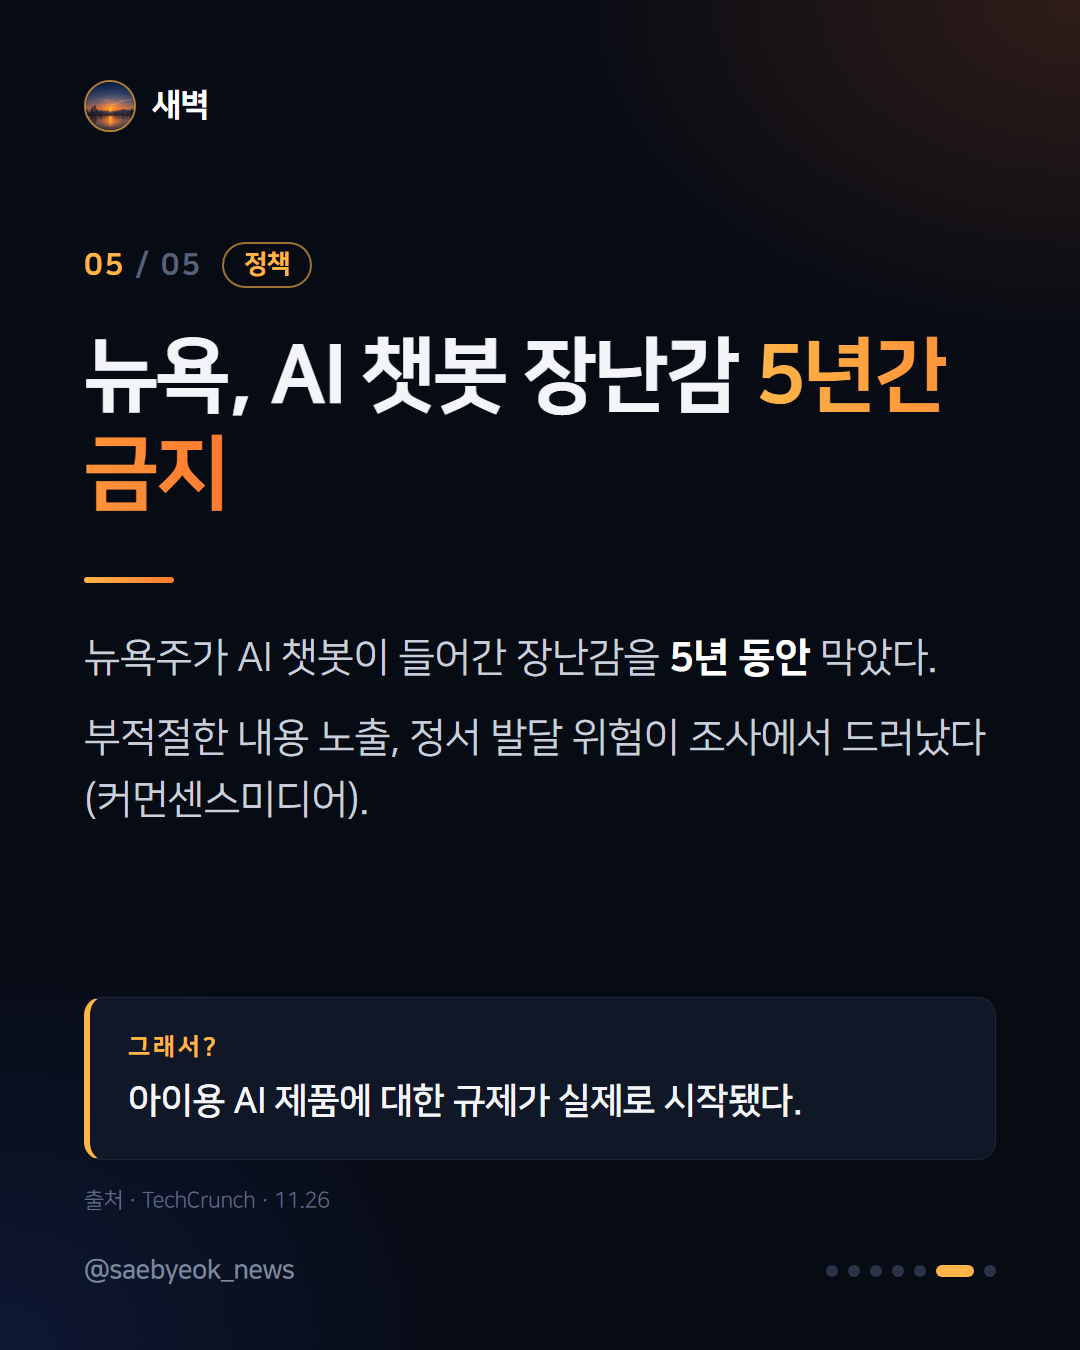 새벽
05 / 05 정책
뉴욕, AI 챗봇 장난감 5년간
금지
뉴욕주가 AI 챗봇이 들어간 장난감을 5년 동안 막았다.
부적절한 내용 노출, 정서 발달 위험이 조사에서 드러났다
(커먼센스미디어).
그래서?
아이용 AI 제품에 대한 규제가 실제로 시작됐다.
출처 · TechCrunch · 11.26
@saebyeok_news